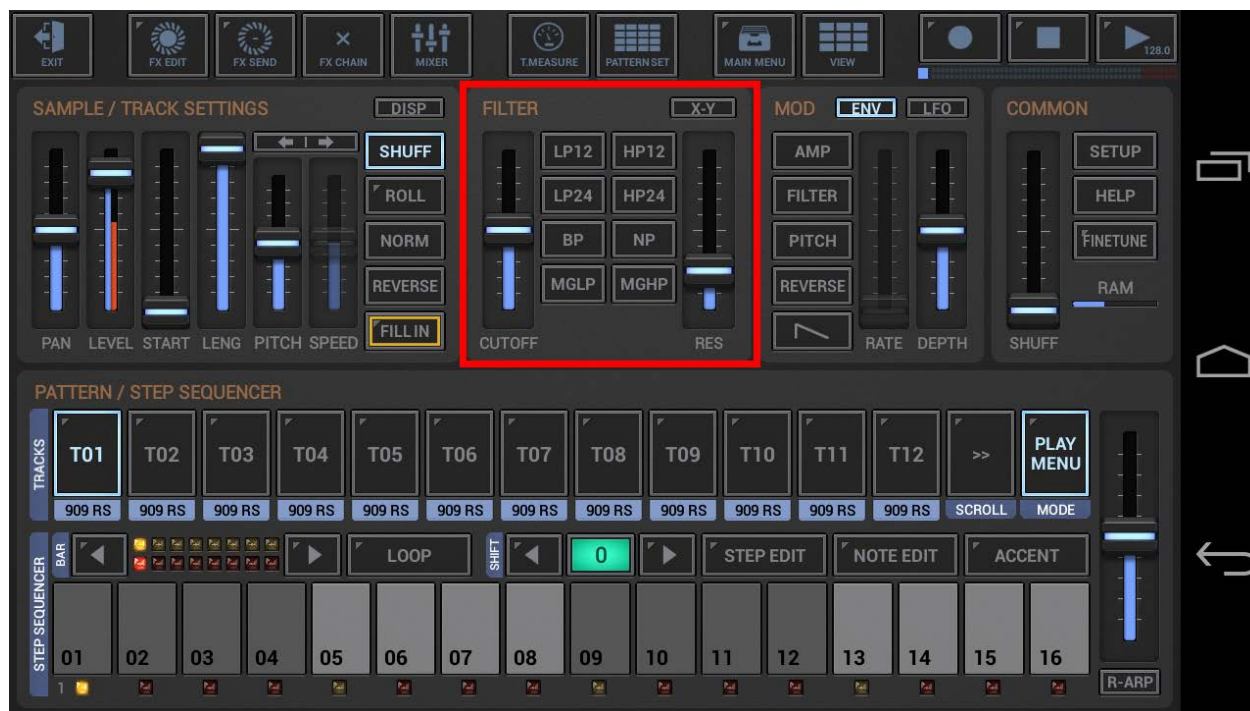 EXIT
FX EDIT
FX SEND
FX CHAIN
MIXER
T.MEASURE
PATTERN SET
MAIN MENU
VIEW
128.0
SAMPLE / TRACK SETTINGS
DISP
SHUFF
ROLL
NORM
REVERSE
FILL IN
PAN LEVEL START LENG PITCH SPEED
FILTER
X-Y
LP12 HP12
LP24 HP24
BP NP
MGLP MGHP
CUTOFF RES
MOD ENV LFO
AMP
FILTER
PITCH
REVERSE
RATE DEPTH
COMMON
SETUP
HELP
FINETUNE
RAM
SHUFF
PATTERN / STEP SEQUENCER
TRACKS
T01 T02 T03 T04 T05 T06 T07 T08 T09 T10 T11 T12 >> PLAY MENU
909 RS 909 RS 909 RS 909 RS 909 RS 909 RS 909 RS 909 RS 909 RS 909 RS 909 RS 909 RS SCROLL MODE
STEP SEQUENCER
BAR
LOOP
SHIFT
0
STEP EDIT
NOTE EDIT
ACCENT
01 02 03 04 05 06 07 08 09 10 11 12 13 14 15 16
1
R-ARP